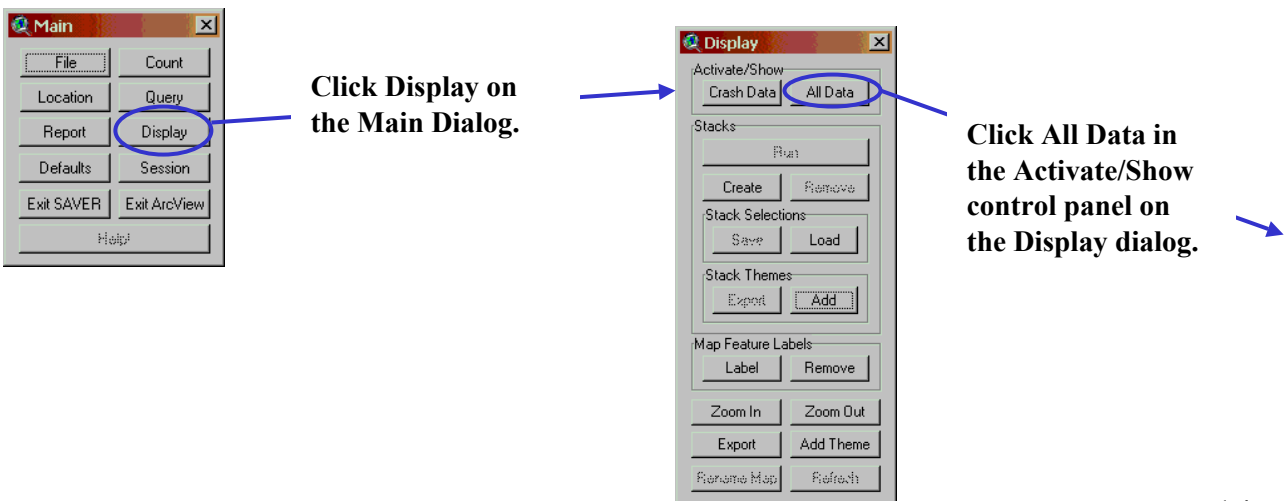 Main
File Count
Location Query
Report Display
Defaults Session
Exit SAVER Exit ArcView
Help!
Click Display on
the Main Dialog.
Display
Activate/Show
Crash Data All Data
Stacks
Run
Create Remove
Stack Selections
Save Load
Stack Themes
Export Add
Map Feature Labels
Label Remove
Zoom In Zoom Out
Export Add Theme
Rename Map Refresh
Click All Data in
the Activate/Show
control panel on
the Display dialog.